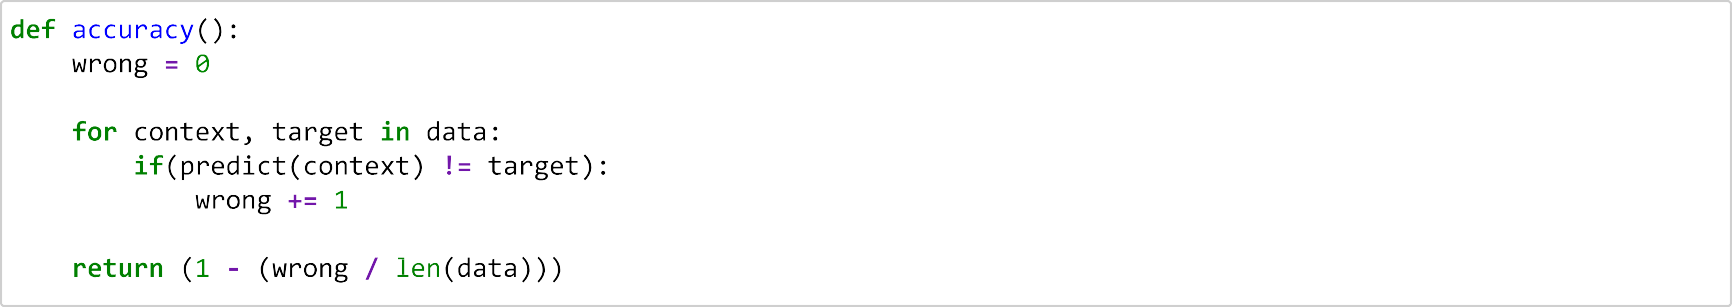 def accuracy():
    wrong = 0

    for context, target in data:
        if(predict(context) != target):
            wrong += 1

    return (1 - (wrong / len(data)))